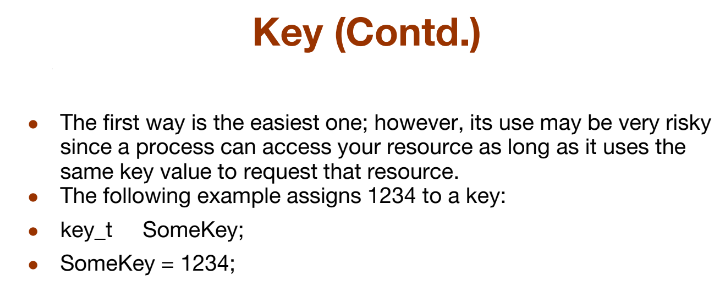 Key (Contd.)
• The first way is the easiest one; however, its use may be very risky
since a process can access your resource as long as it uses the
same key value to request that resource.
• The following example assigns 1234 to a key:
• key_t SomeKey;
• SomeKey = 1234;